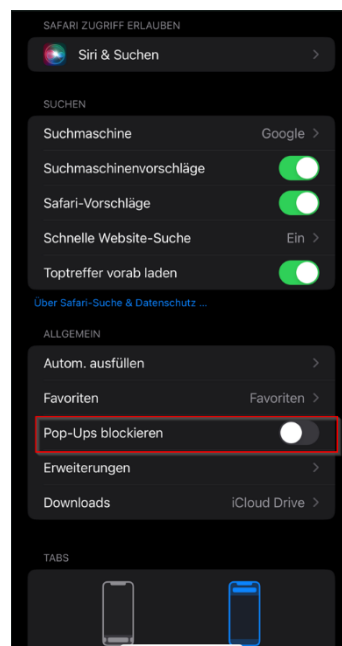 SAFARI ZUGRIFF ERLAUBEN
Siri & Suchen
SUCHEN
Suchmaschine Google
Suchmaschinenvorschläge
Safari-Vorschläge
Schnelle Website-Suche Ein
Toptreffer vorab laden
Über Safari-Suche & Datenschutz ...
ALLGEMEIN
Autom. ausfüllen
Favoriten Favoriten
Pop-Ups blockieren
Erweiterungen
Downloads iCloud Drive
TABS